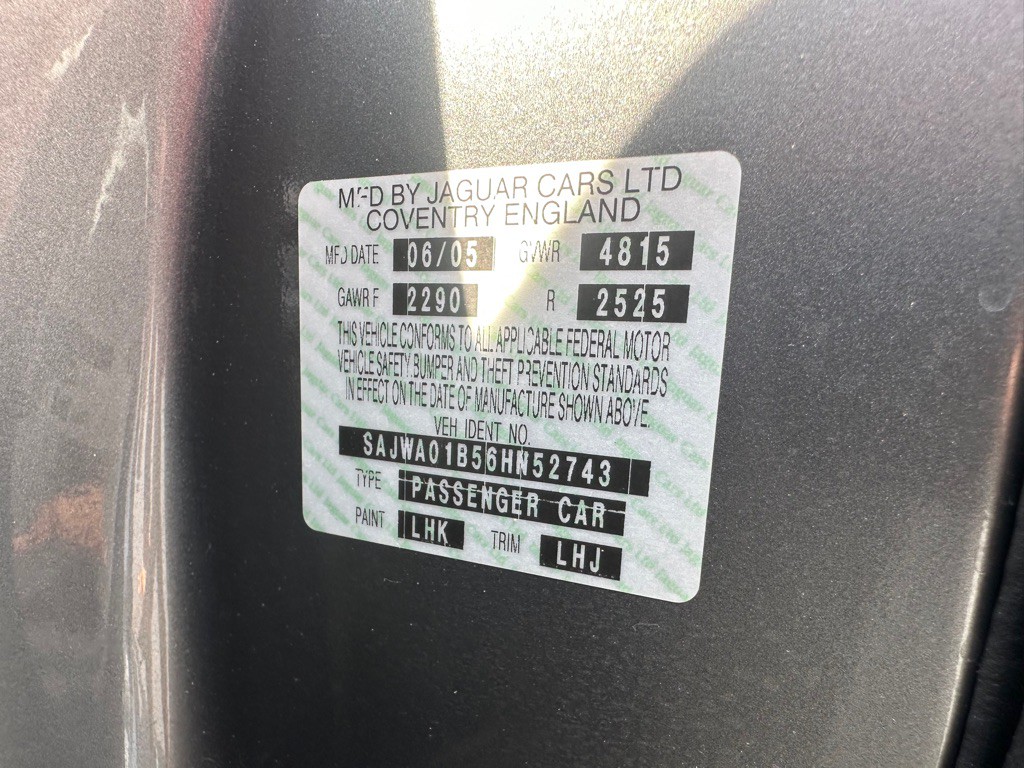 MFD BY JAGUAR CARS LTD
COVENTRY ENGLAND
MFD DATE 06/05 GVWR 4815
GAWR F 2290 R 2525
THIS VEHICLE CONFORMS TO ALL APPLICABLE FEDERAL MOTOR
VEHICLE SAFETY, BUMPER AND THEFT PREVENTION STANDARDS
IN EFFECT ON THE DATE OF MANUFACTURE SHOWN ABOVE.
VEH IDENT NO.
SAJWA01B56HN52743
TYPE PASSENGER CAR
PAINT LHK TRIM LHJ